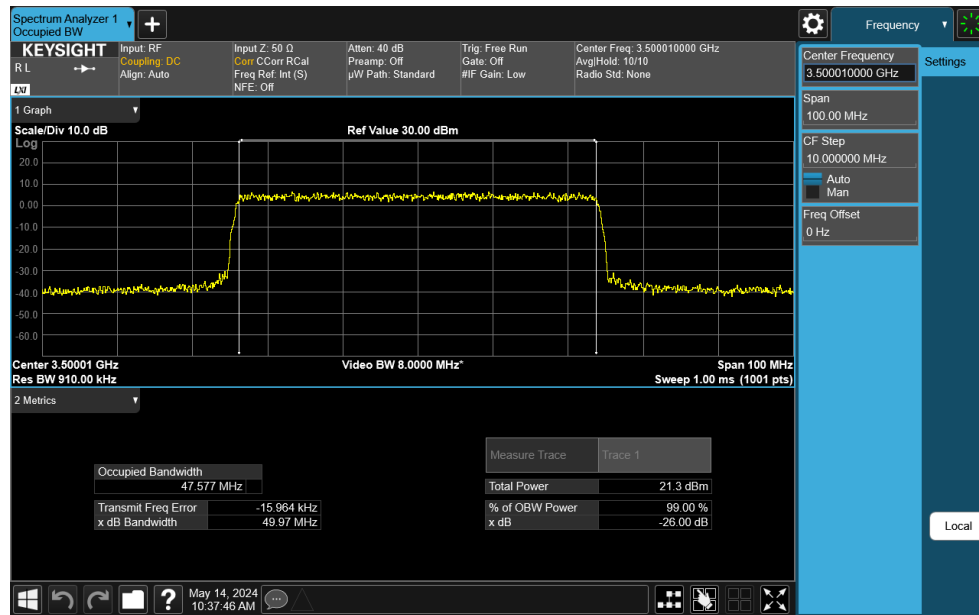 Spectrum Analyzer 1
Occupied BW
+
Frequency
KEYSIGHT
R L
LXI
Input: RF
Coupling: DC
Align: Auto
Input Z: 50 Ω
Corr CCorr RCal
Freq Ref: Int (S)
NFE: Off
Atten: 40 dB
Preamp: Off
µW Path: Standard
Trig: Free Run
Gate: Off
#IF Gain: Low
Center Freq: 3.500010000 GHz
Avg|Hold: 10/10
Radio Std: None
Center Frequency
3.500010000 GHz
Settings
Span
100.00 MHz
CF Step
10.000000 MHz
Auto
Man
Freq Offset
0 Hz
1 Graph
Scale/Div 10.0 dB
Ref Value 30.00 dBm
Log
20.0
10.0
0.00
-10.0
-20.0
-30.0
-40.0
-50.0
-60.0
Center 3.50001 GHz
Video BW 8.0000 MHz*
Span 100 MHz
Res BW 910.00 kHz
Sweep 1.00 ms (1001 pts)
2 Metrics
Measure Trace
Trace 1
Occupied Bandwidth
47.577 MHz
Total Power
21.3 dBm
Transmit Freq Error
-15.964 kHz
% of OBW Power
99.00 %
x dB Bandwidth
49.97 MHz
x dB
-26.00 dB
Local
?
May 14, 2024
10:37:46 AM